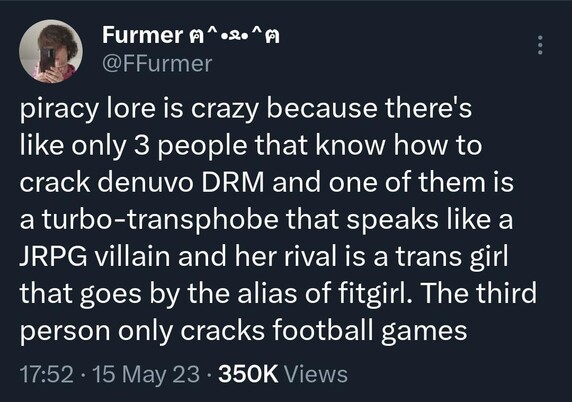 Furmer ฅ^•ﻌ•^ฅ
@FFurmer
piracy lore is crazy because there's
like only 3 people that know how to
crack denuvo DRM and one of them is
a turbo-transphobe that speaks like a
JRPG villain and her rival is a trans girl
that goes by the alias of fitgirl. The third
person only cracks football games
17:52 · 15 May 23 · 350K Views